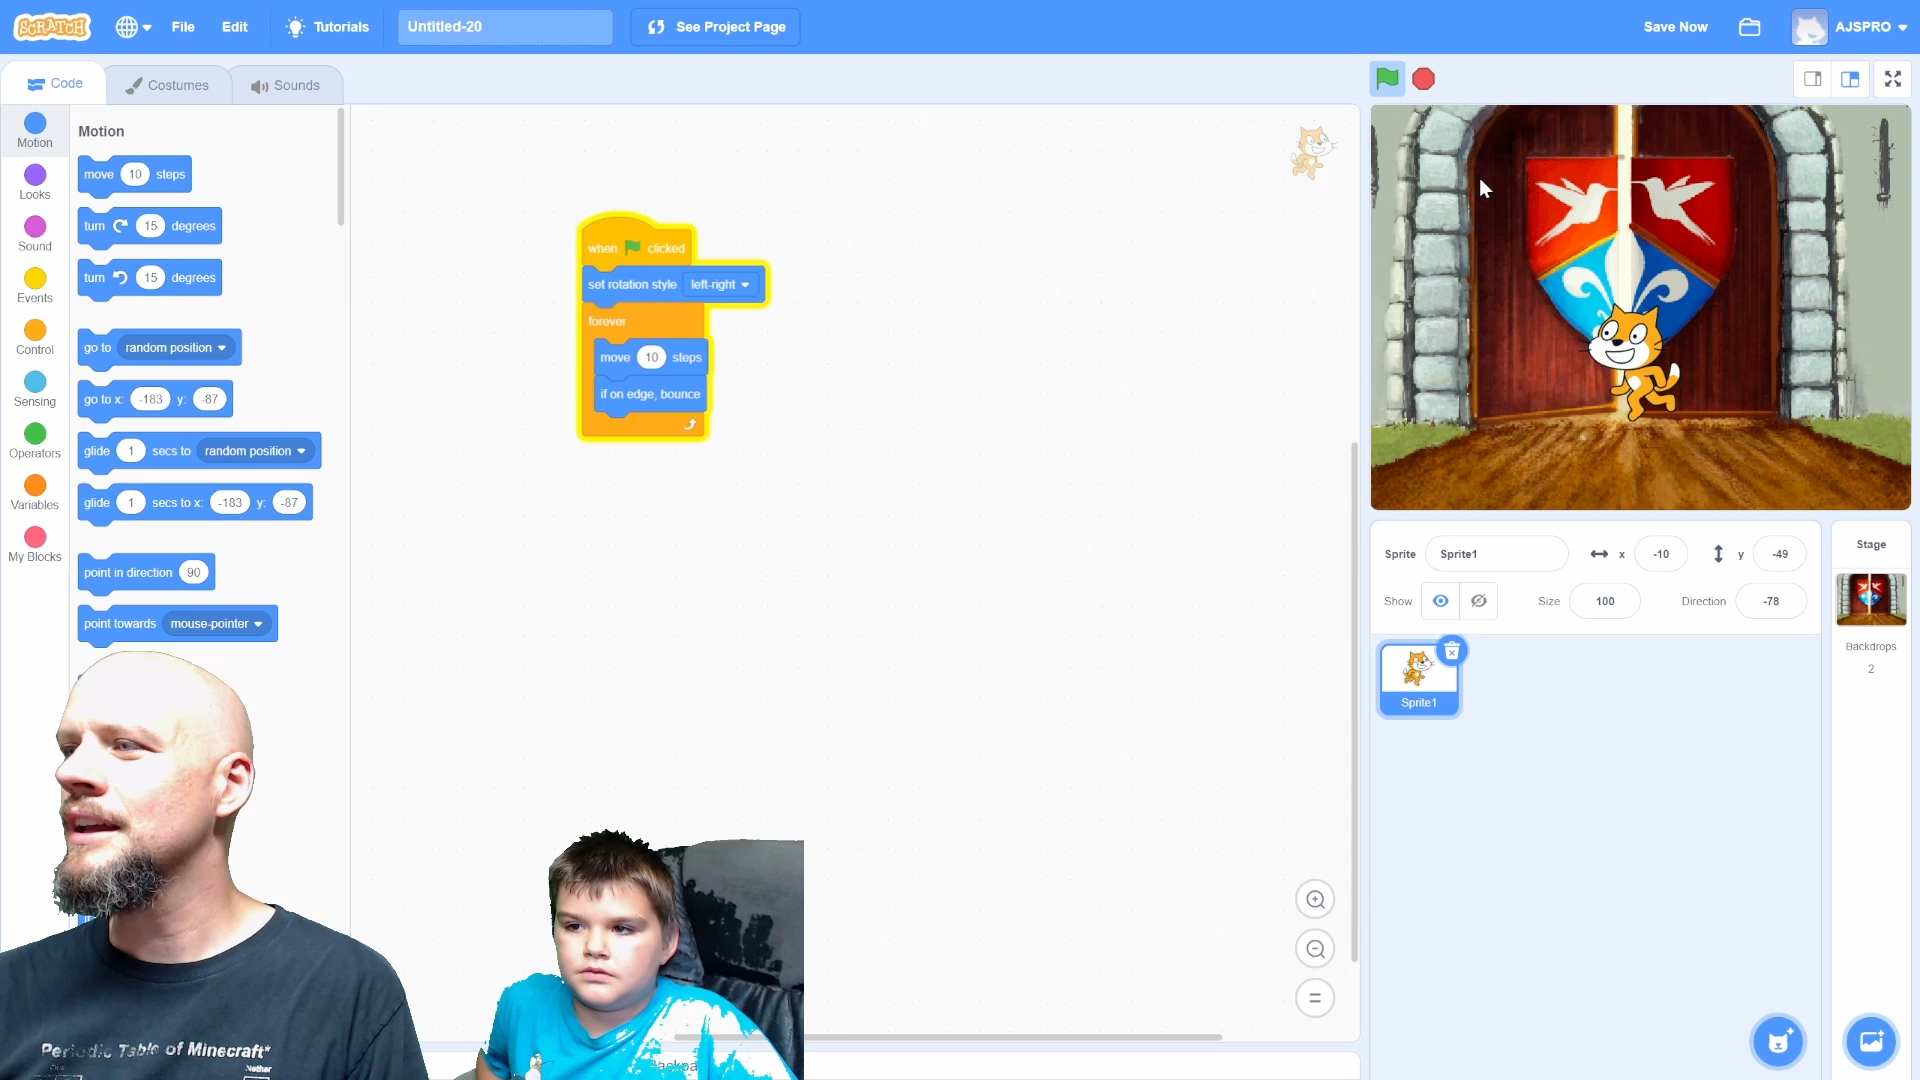 SCRATCH File Edit Tutorials Untitled-20 See Project Page Save Now AJSPRO
Code Costumes Sounds
Motion
Looks
Sound
Events
Control
Sensing
Operators
Variables
My Blocks
Motion
move 10 steps
turn 15 degrees
turn 15 degrees
go to random position
go to x: -183 y: -87
glide 1 secs to random position
glide 1 secs to x: -183 y: -87
point in direction 90
point towards mouse-pointer
when clicked
set rotation style left-right
forever
move 10 steps
if on edge, bounce
Sprite Sprite1 x -10 y -49
Show Size 100 Direction -78
Sprite1
Stage
Backdrops
2
Periodic Table of Minecraft*
Nether